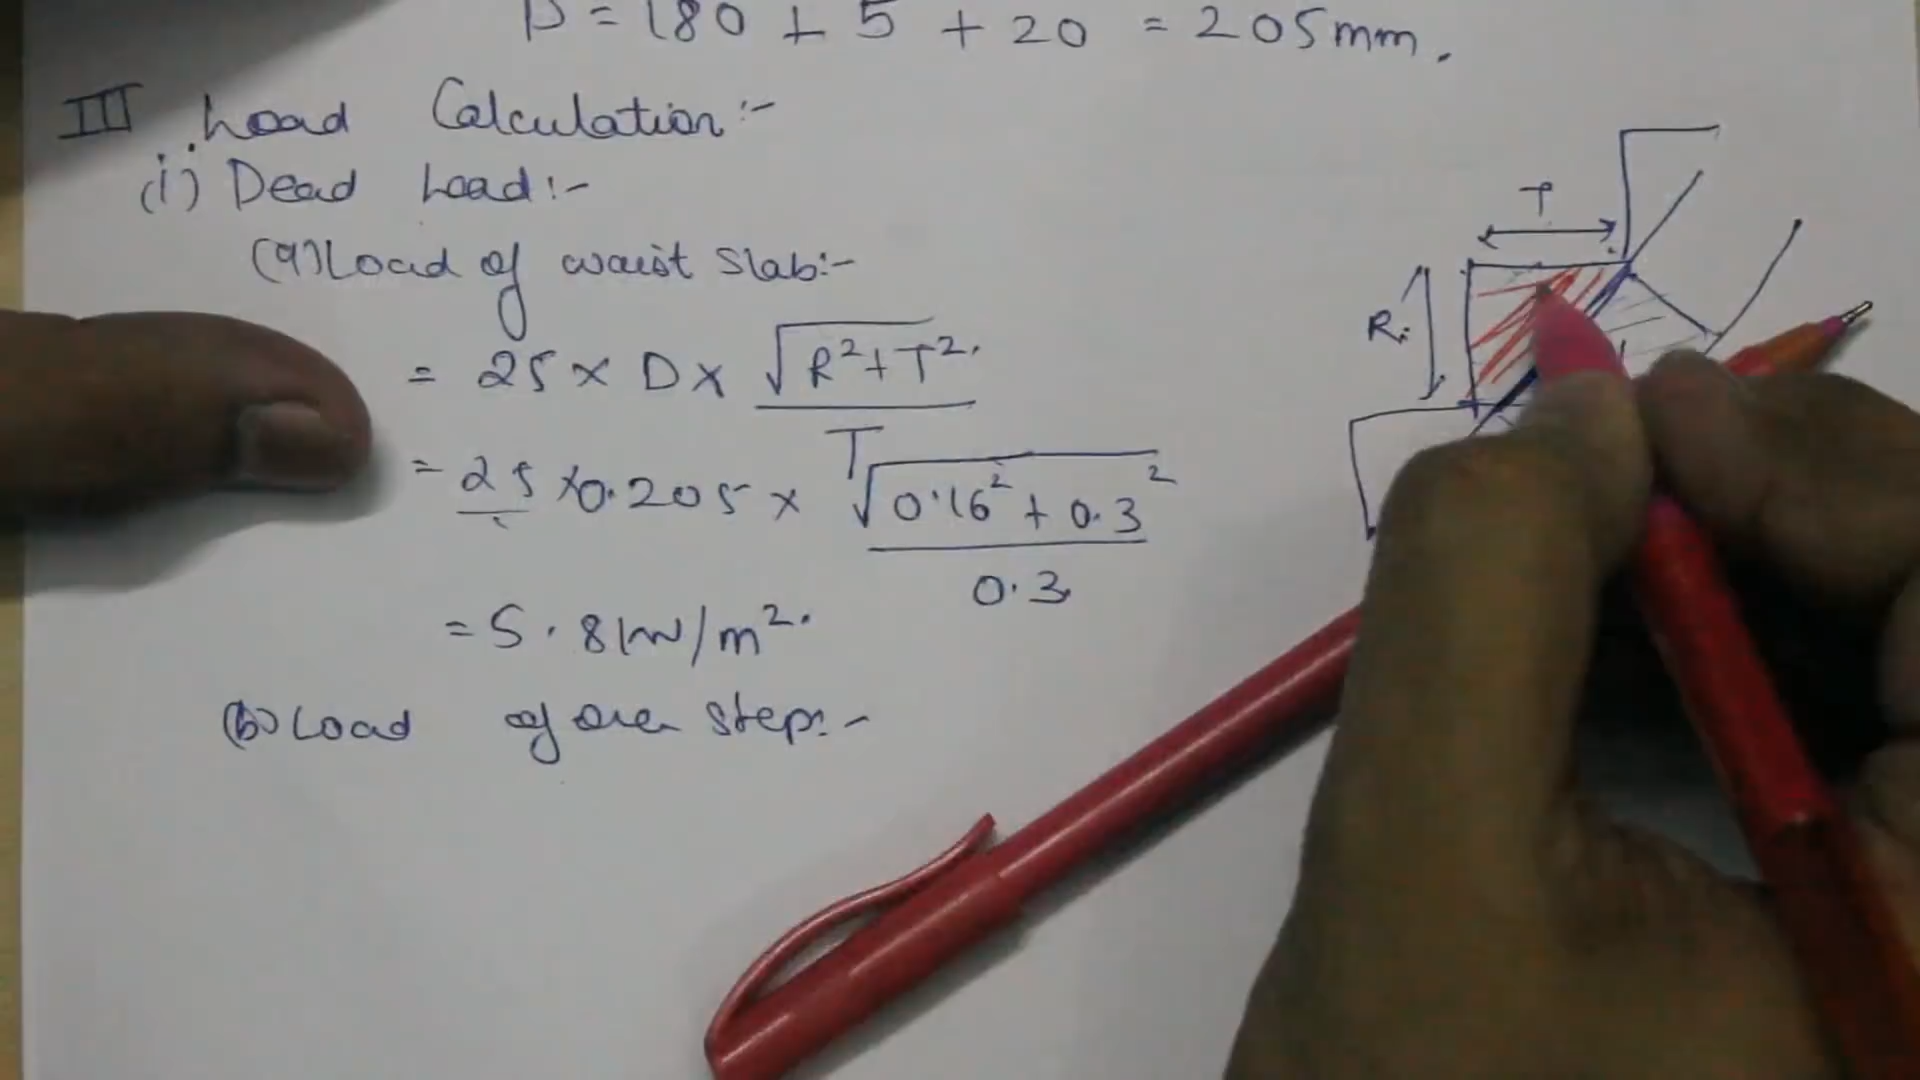 D = 180 + 5 + 20 = 205mm.
III Load Calculation:-
(i) Dead Load:-
(a) Load of waist slab:-
= 25 × D × √R²+T² / T
= 25 × 0.205 × √0.16² + 0.3² / 0.3
= 5.8 kN/m².
(b) Load of one step:-
T
R